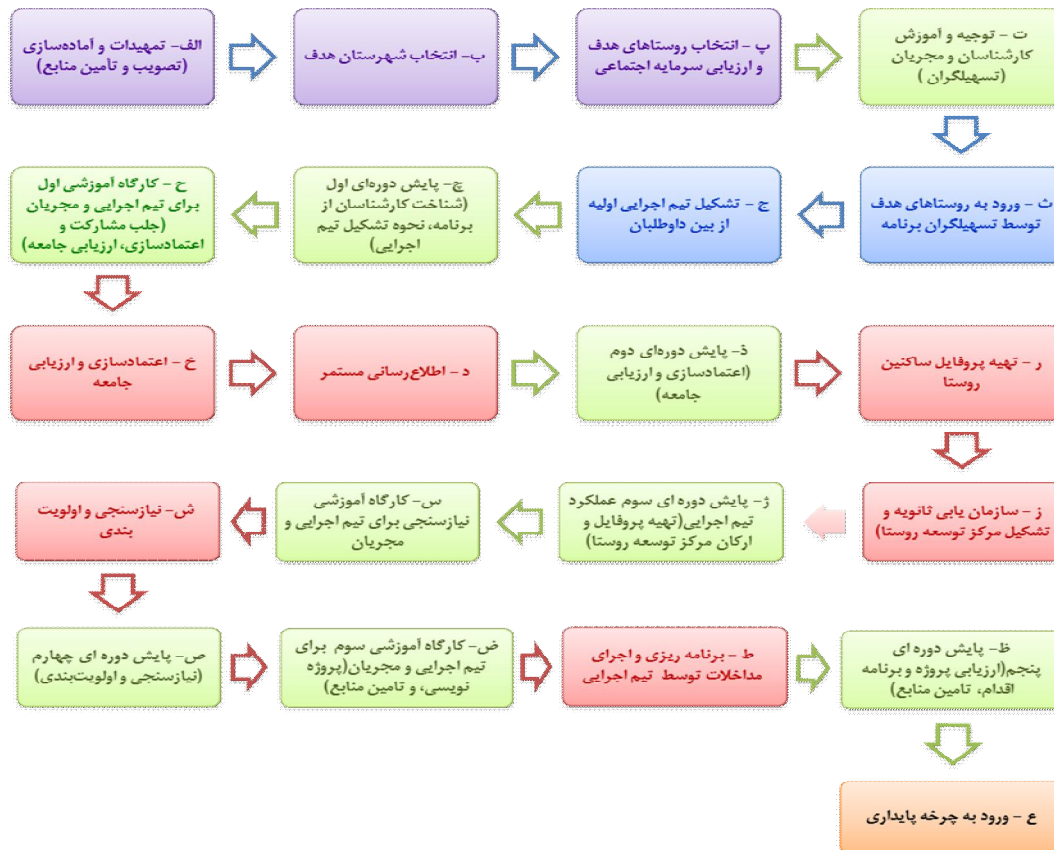 الف- تمهیدات و آماده‌سازی
(تصویب و تأمین منابع)
ب- انتخاب شهرستان هدف
پ - انتخاب روستاهای هدف
و ارزیابی سرمایه اجتماعی
ت - توجیه و آموزش
کارشناسان و مجریان
(تسهیلگران )
ث - ورود به روستاهای هدف
توسط تسهیلگران برنامه
ج - تشکیل تیم اجرایی اولیه
از بین داوطلبان
چ- پایش دوره‌ای اول
(شناخت کارشناسان از
برنامه، نحوه تشکیل تیم
اجرایی)
ح - کارگاه آموزشی اول
برای تیم اجرایی و مجریان
(جلب مشارکت و
اعتمادسازی، ارزیابی جامعه)
خ - اعتمادسازی و ارزیابی
جامعه
د - اطلاع‌رسانی مستمر
ذ- پایش دوره‌ای دوم
(اعتمادسازی و ارزیابی
جامعه)
ر - تهیه پروفایل ساکنین
روستا
ز - سازمان یابی ثانویه و
تشکیل مرکز توسعه روستا)
ژ- پایش دوره ای سوم عملکرد
تیم اجرایی(تهیه پروفایل و
ارکان مرکز توسعه روستا)
س- کارگاه آموزشی
نیازسنجی برای تیم اجرایی و
مجریان
ش- نیازسنجی و اولویت
بندی
ص- پایش دوره ای چهارم
(نیازسنجی و اولویت‌بندی)
ض- کارگاه آموزشی سوم برای
تیم اجرایی و مجریان(پروژه
نویسی، و تامین منابع)
ط - برنامه ریزی و اجرای
مداخلات توسط تیم اجرایی
ظ- پایش دوره ای
پنجم(ارزیابی پروژه و برنامه
اقدام، تامین منابع)
ع - ورود به چرخه پایداری